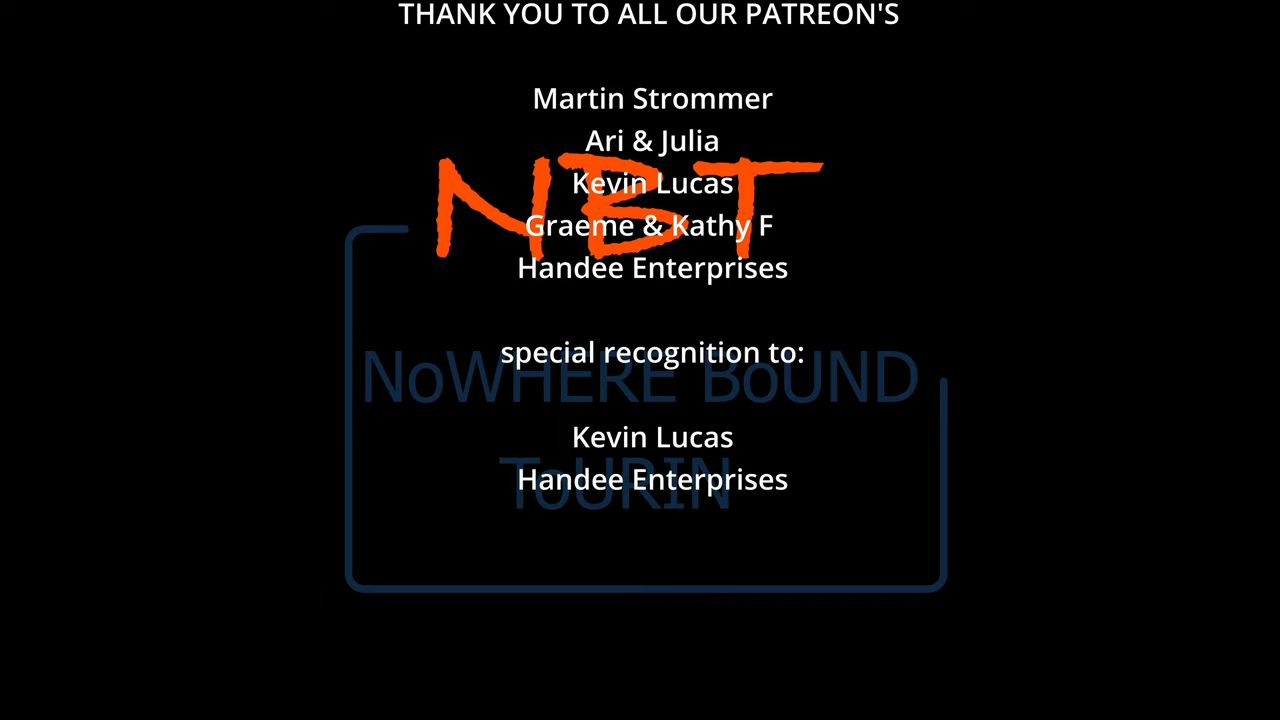 THANK YOU TO ALL OUR PATREON'S
Martin Strommer
Ari & Julia
NBT
Kevin Lucas
Graeme & Kathy F
Handee Enterprises
special recognition to:
NoWHERE BoUND
Kevin Lucas
ToURIN
Handee Enterprises